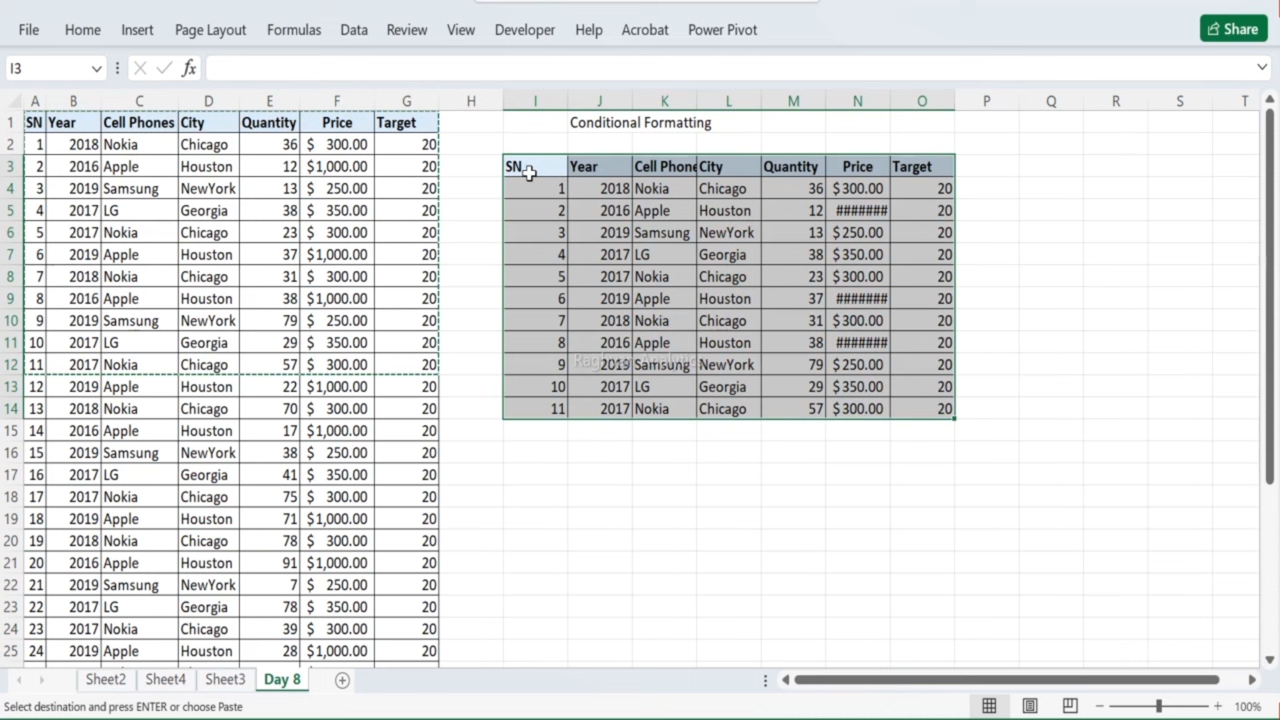 File Home Insert Page Layout Formulas Data Review View Developer Help Acrobat Power Pivot Share
I3 fx
A B C D E F G H I J K L M N O P Q R S T
1 SN Year Cell Phones City Quantity Price Target Conditional Formatting
2 1 2018 Nokia Chicago 36 $ 300.00 20
3 2 2016 Apple Houston 12 $1,000.00 20 SN Year Cell Phone City Quantity Price Target
4 3 2019 Samsung NewYork 13 $ 250.00 20 1 2018 Nokia Chicago 36 $300.00 20
5 4 2017 LG Georgia 38 $ 350.00 20 2 2016 Apple Houston 12 ####### 20
6 5 2017 Nokia Chicago 23 $ 300.00 20 3 2019 Samsung NewYork 13 $250.00 20
7 6 2019 Apple Houston 37 $1,000.00 20 4 2017 LG Georgia 38 $350.00 20
8 7 2018 Nokia Chicago 31 $ 300.00 20 5 2017 Nokia Chicago 23 $300.00 20
9 8 2016 Apple Houston 38 $1,000.00 20 6 2019 Apple Houston 37 ####### 20
10 9 2019 Samsung NewYork 79 $ 250.00 20 7 2018 Nokia Chicago 31 $300.00 20
11 10 2017 LG Georgia 29 $ 350.00 20 8 2016 Apple Houston 38 ####### 20
12 11 2017 Nokia Chicago 57 $ 300.00 20 9 2019 Samsung NewYork 79 $250.00 20
13 12 2019 Apple Houston 22 $1,000.00 20 10 2017 LG Georgia 29 $350.00 20
14 13 2018 Nokia Chicago 70 $ 300.00 20 11 2017 Nokia Chicago 57 $300.00 20
15 14 2016 Apple Houston 17 $1,000.00 20
16 15 2019 Samsung NewYork 38 $ 250.00 20
17 16 2017 LG Georgia 41 $ 350.00 20
18 17 2017 Nokia Chicago 75 $ 300.00 20
19 18 2019 Apple Houston 71 $1,000.00 20
20 19 2018 Nokia Chicago 78 $ 300.00 20
21 20 2016 Apple Houston 91 $1,000.00 20
22 21 2019 Samsung NewYork 7 $ 250.00 20
23 22 2017 LG Georgia 78 $ 350.00 20
24 23 2017 Nokia Chicago 39 $ 300.00 20
25 24 2019 Apple Houston 28 $1,000.00 20
Sheet2 Sheet4 Sheet3 Day 8
Select destination and press ENTER or choose Paste 100%